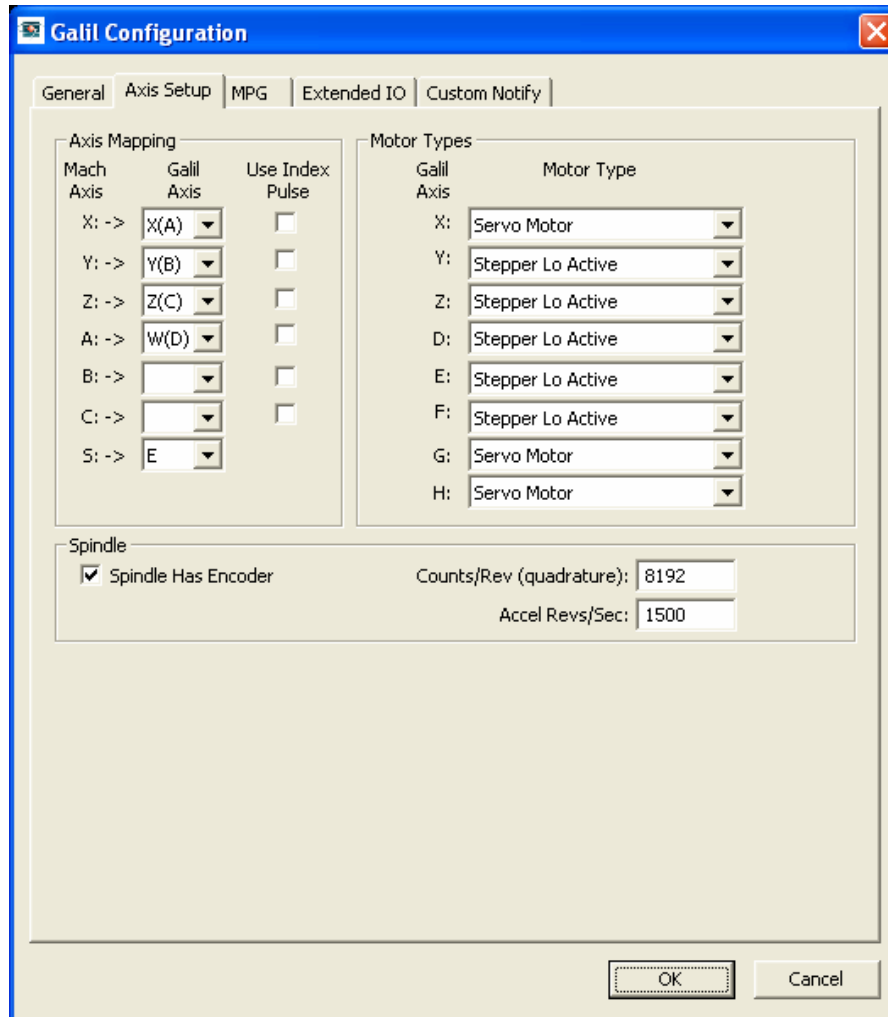 Galil Configuration
General Axis Setup MPG Extended IO Custom Notify
Axis Mapping
Mach Axis Galil Axis Use Index Pulse
X: -> X(A)
Y: -> Y(B)
Z: -> Z(C)
A: -> W(D)
B: ->
C: ->
S: -> E
Motor Types
Galil Axis Motor Type
X: Servo Motor
Y: Stepper Lo Active
Z: Stepper Lo Active
D: Stepper Lo Active
E: Stepper Lo Active
F: Stepper Lo Active
G: Servo Motor
H: Servo Motor
Spindle
Spindle Has Encoder Counts/Rev (quadrature): 8192
Accel Revs/Sec: 1500
OK Cancel